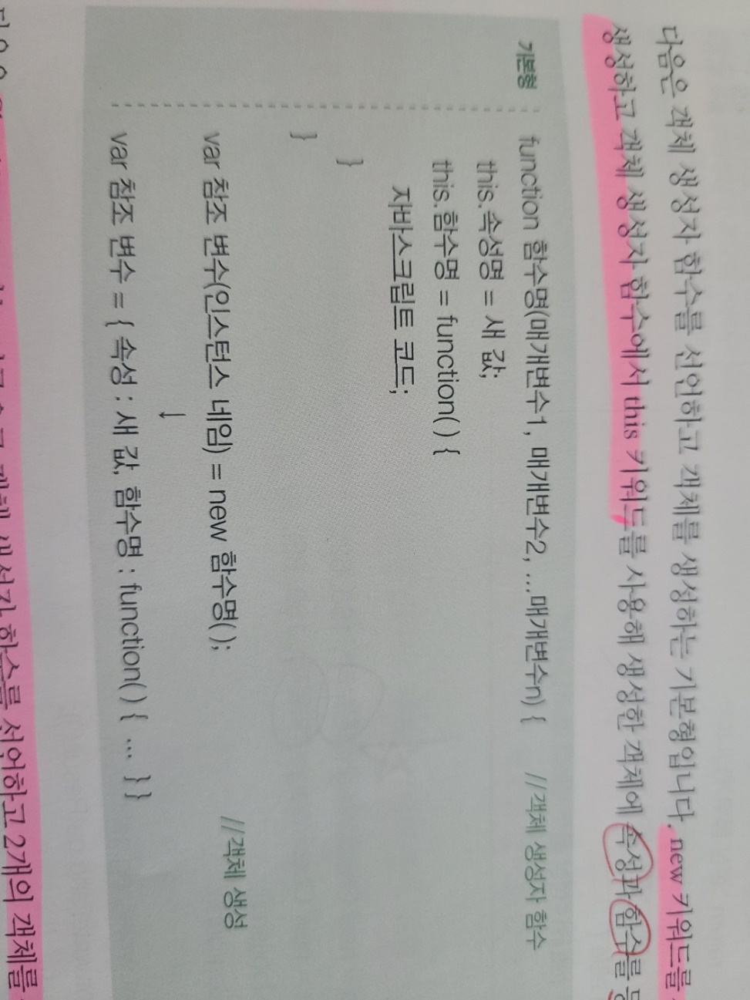 다음은 객체 생성자 함수를 선언하고 객체를 생성하는 기본형입니다. new 키워드를
생성하고 객체 생성자 함수에서 this 키워드를 사용해 생성한 객체에 속성과 함수를
기본형
function 함수명(매개변수1, 매개변수2, ...매개변수n) { //객체 생성자 함수
this.속성명 = 새 값;
this.함수명 = function( ) {
자바스크립트 코드;
}
}
var 참조 변수(인스턴스 네임) = new 함수명( ); //객체 생성
↓
var 참조 변수 = { 속성 : 새 값, 함수명 : function( ) { ... } }
객체 생성자 함수를 선언하고 2개의 객체를